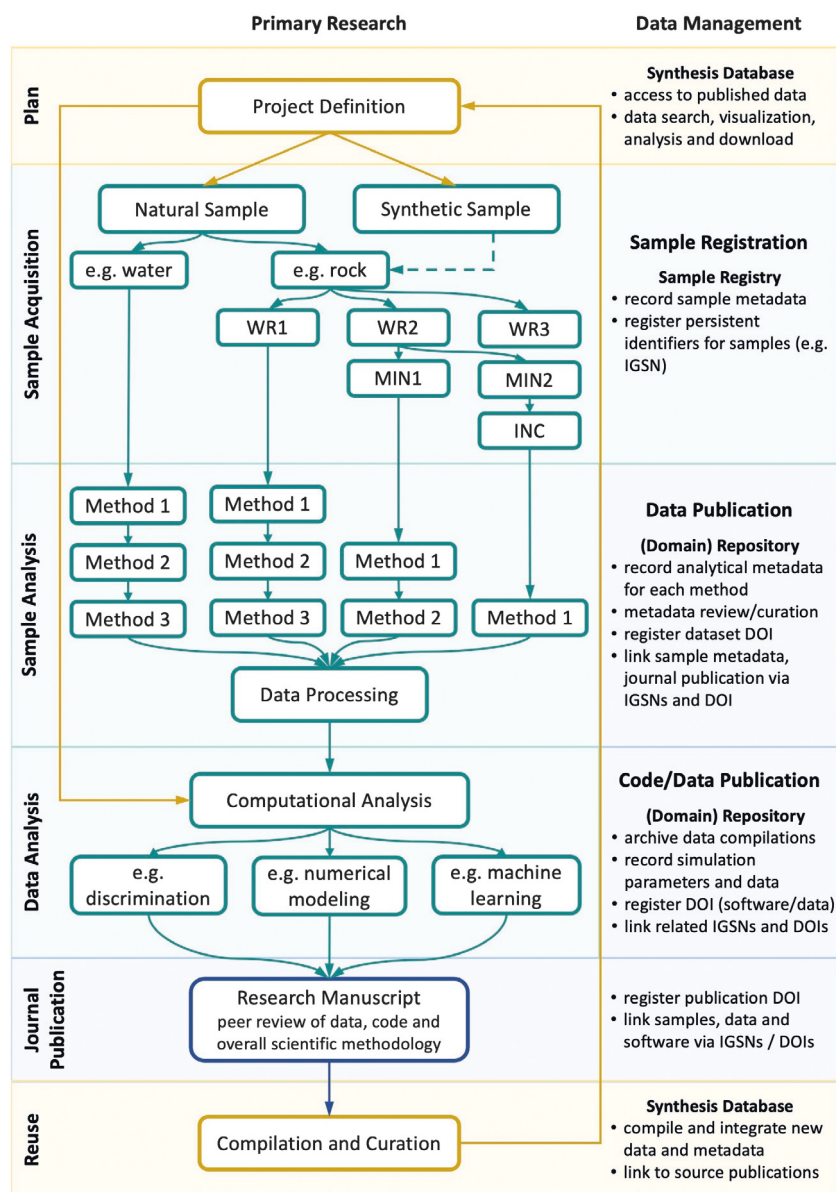 Primary Research
Data Management
Plan
Project Definition
Synthesis Database
• access to published data
• data search, visualization,
analysis and download
Sample Acquisition
Natural Sample
Synthetic Sample
e.g. water
e.g. rock
WR1
WR2
WR3
MIN1
MIN2
INC
Sample Registration
Sample Registry
• record sample metadata
• register persistent
identifiers for samples (e.g.
IGSN)
Sample Analysis
Method 1
Method 1
Method 2
Method 2
Method 1
Method 3
Method 3
Method 2
Method 1
Data Processing
Data Publication
(Domain) Repository
• record analytical metadata
for each method
• metadata review/curation
• register dataset DOI
• link sample metadata,
journal publication via
IGSNs and DOI
Data Analysis
Computational Analysis
e.g.
discrimination
e.g. numerical
modeling
e.g. machine
learning
Code/Data Publication
(Domain) Repository
• archive data compilations
• record simulation
parameters and data
• register DOI (software/data)
• link related IGSNs and DOIs
Journal
Publication
Research Manuscript
peer review of data, code and
overall scientific methodology
• register publication DOI
• link samples, data and
software via IGSNs / DOIs
Reuse
Compilation and Curation
Synthesis Database
• compile and integrate new
data and metadata
• link to source publications